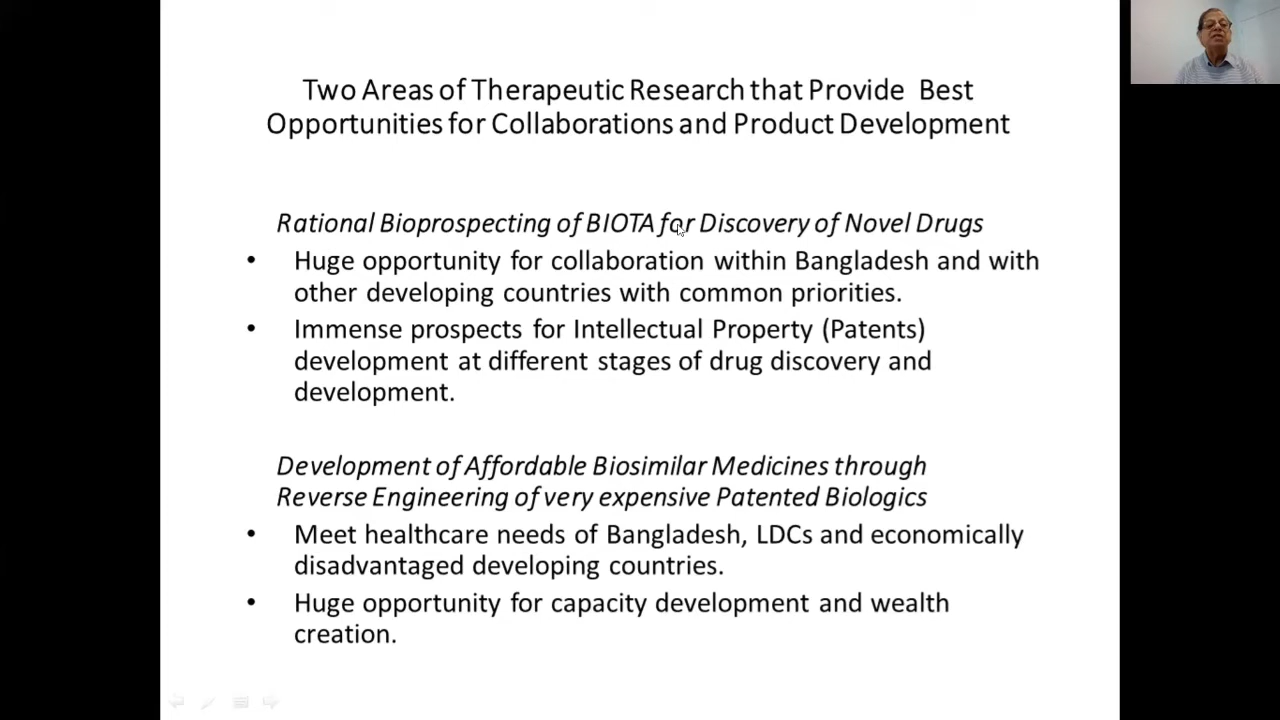 Two Areas of Therapeutic Research that Provide Best
Opportunities for Collaborations and Product Development
Rational Bioprospecting of BIOTA for Discovery of Novel Drugs
• Huge opportunity for collaboration within Bangladesh and with
other developing countries with common priorities.
• Immense prospects for Intellectual Property (Patents)
development at different stages of drug discovery and
development.
Development of Affordable Biosimilar Medicines through
Reverse Engineering of very expensive Patented Biologics
• Meet healthcare needs of Bangladesh, LDCs and economically
disadvantaged developing countries.
• Huge opportunity for capacity development and wealth
creation.